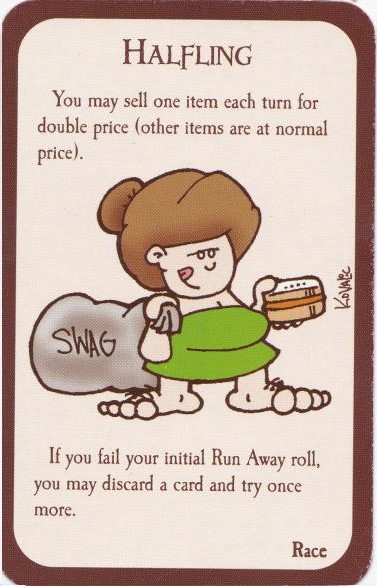 HALFLING
You may sell one item each turn for
double price (other items are at normal
price).
SWAG
KOVALIC
If you fail your initial Run Away roll,
you may discard a card and try once
more.
Race